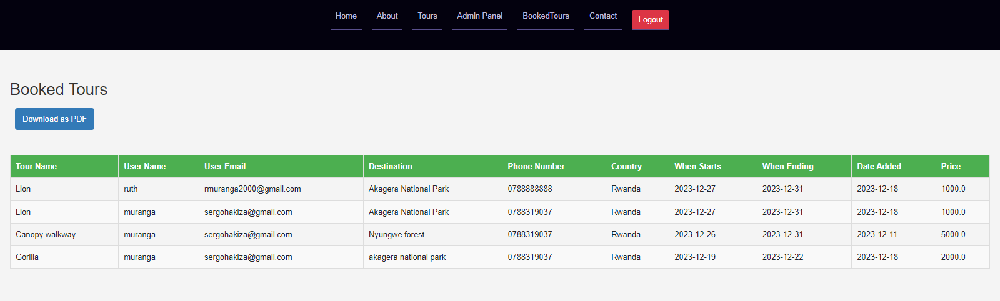 Home About Tours Admin Panel BookedTours Contact Logout
Booked Tours
Download as PDF
Tour Name User Name User Email Destination Phone Number Country When Starts When Ending Date Added Price
Lion ruth rmuranga2000@gmail.com Akagera National Park 0788888888 Rwanda 2023-12-27 2023-12-31 2023-12-18 1000.0
Lion muranga sergohakiza@gmail.com Akagera National Park 0788319037 Rwanda 2023-12-27 2023-12-31 2023-12-18 1000.0
Canopy walkway muranga sergohakiza@gmail.com Nyungwe forest 0788319037 Rwanda 2023-12-26 2023-12-31 2023-12-11 5000.0
Gorilla muranga sergohakiza@gmail.com akagera national park 0788319037 Rwanda 2023-12-19 2023-12-22 2023-12-18 2000.0